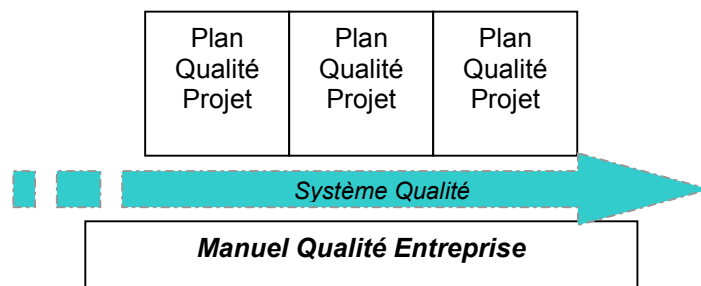 Plan
Qualité
Projet
Plan
Qualité
Projet
Plan
Qualité
Projet
Système Qualité
Manuel Qualité Entreprise